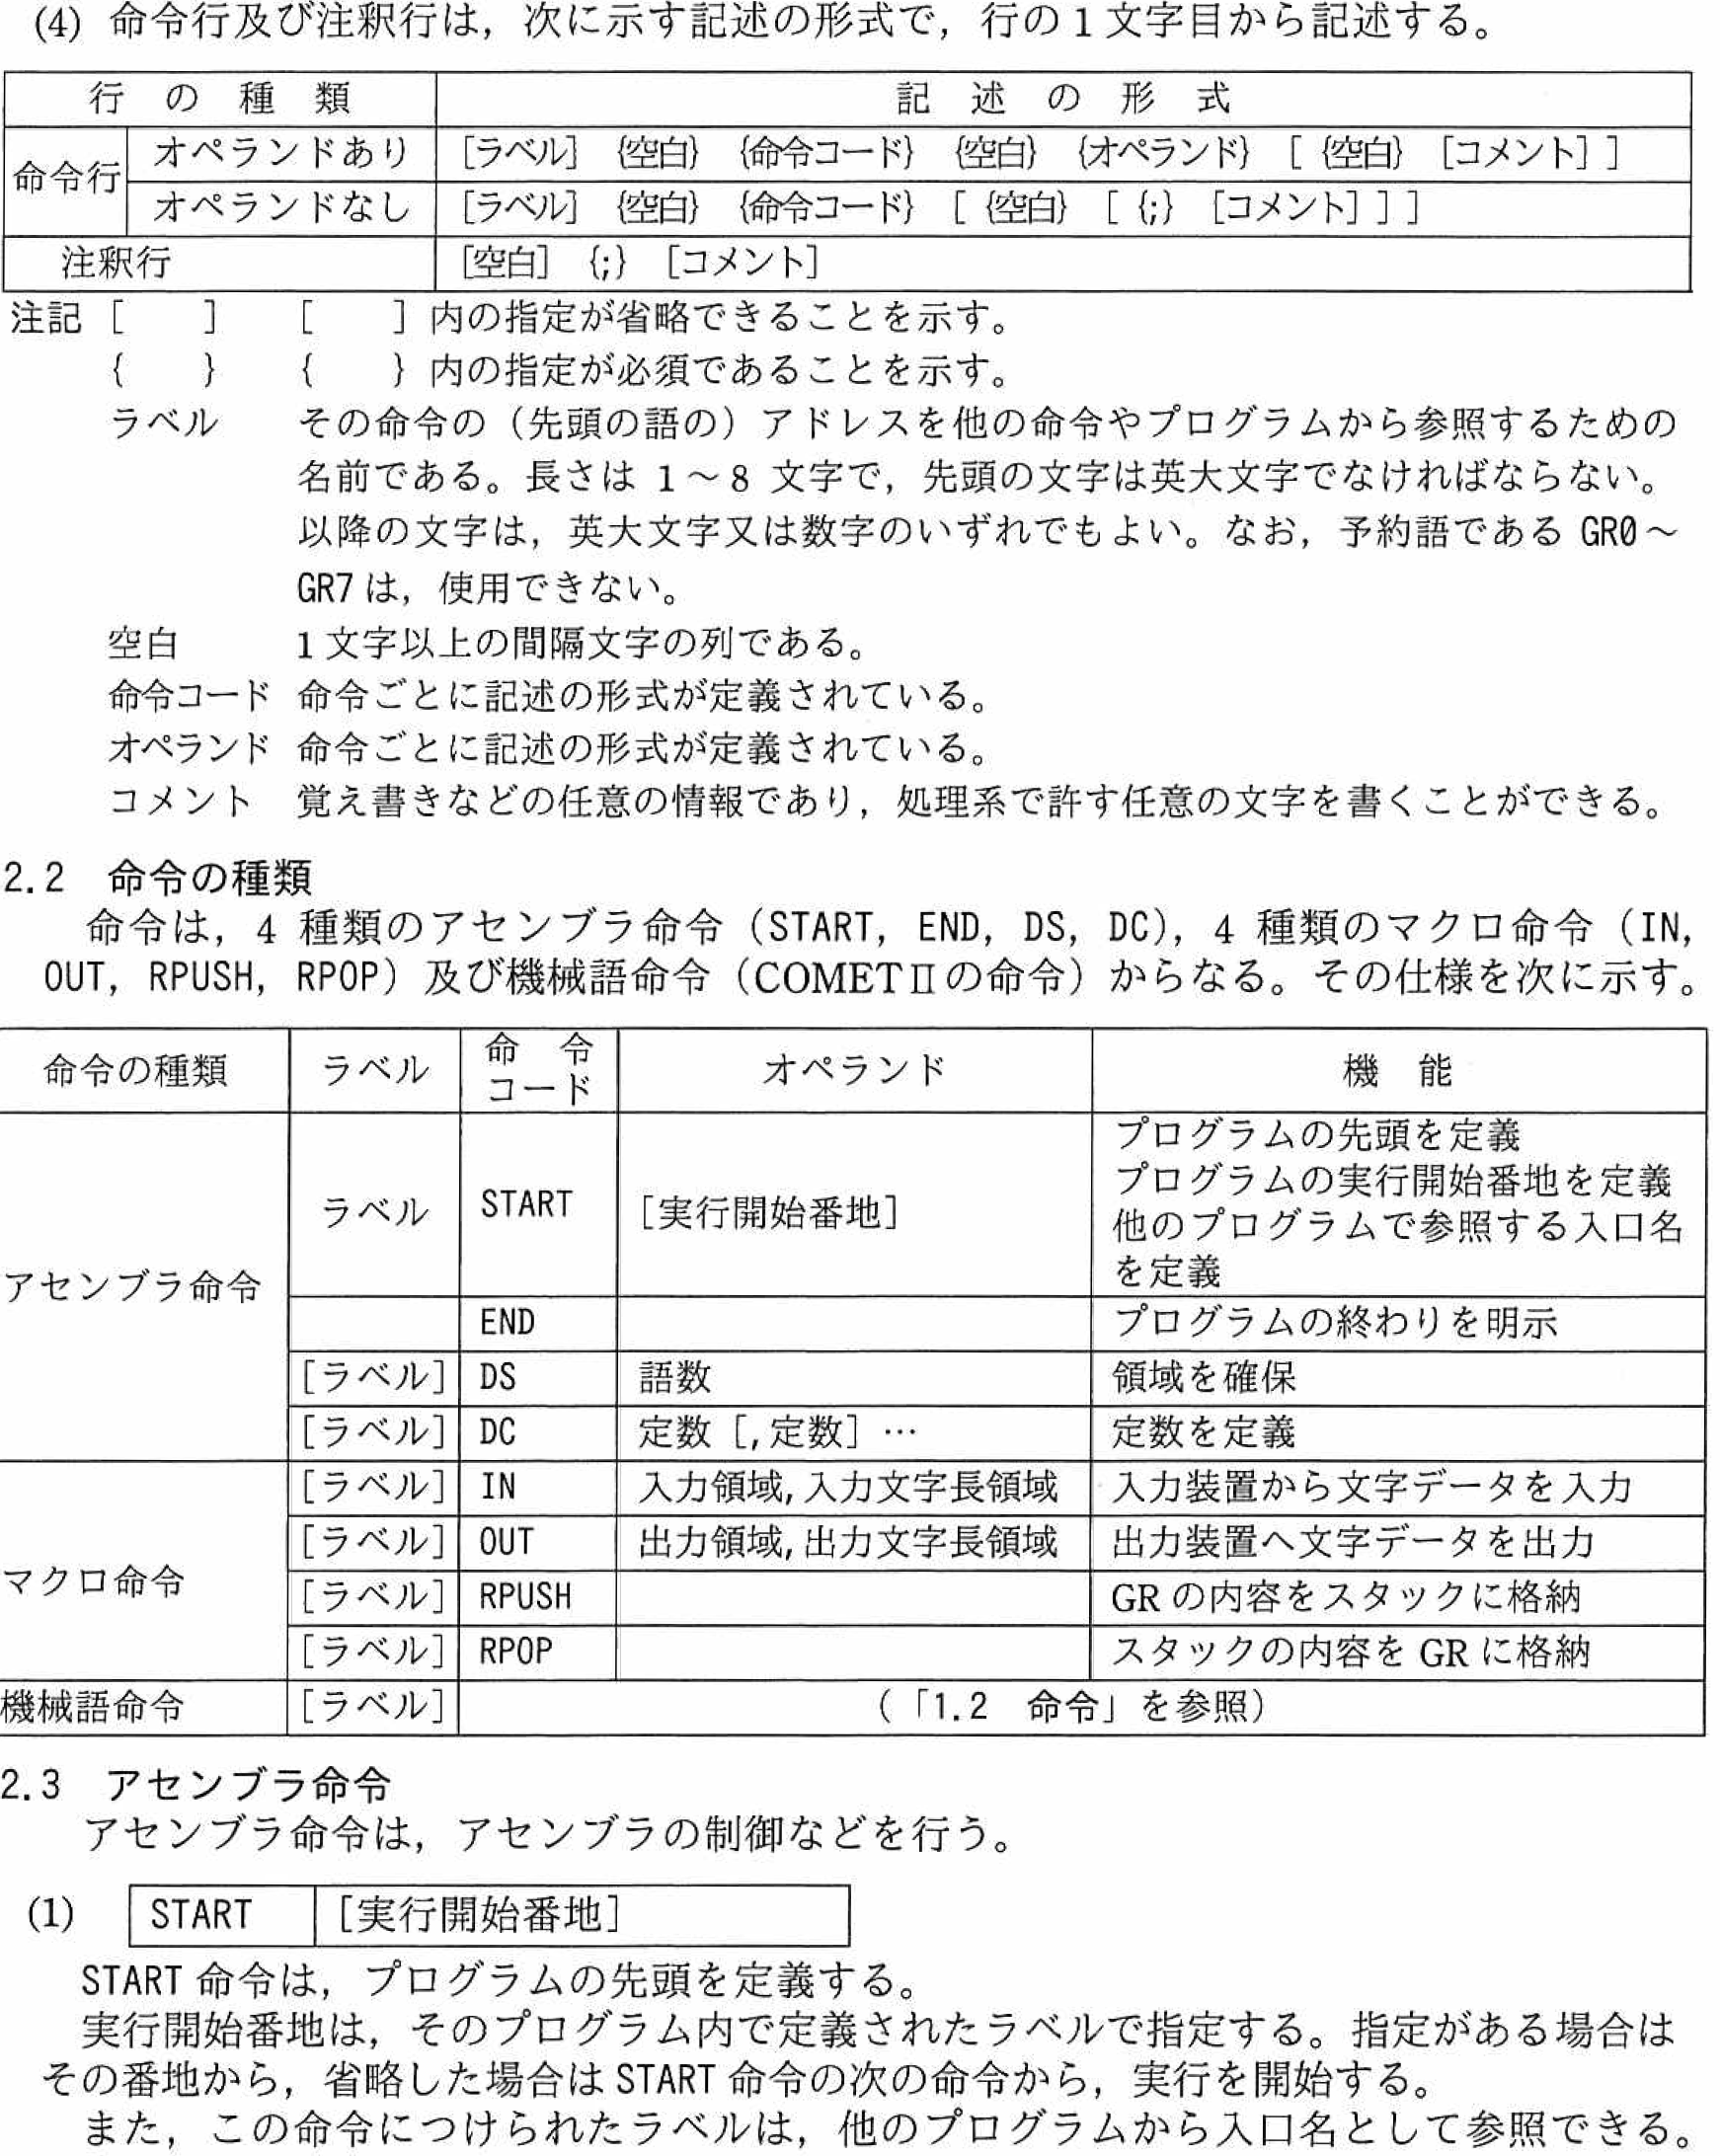 (4) 命令行及び注釈行は，次に示す記述の形式で，行の1文字目から記述する。
行の種類 記述の形式
命令行 オペランドあり [ラベル] {空白} {命令コード} {空白} {オペランド} [ {空白} [コメント] ]
オペランドなし [ラベル] {空白} {命令コード} [ {空白} [ {;} [コメント] ] ]
注釈行 [空白] {;} [コメント]
注記 [ ] [ ] 内の指定が省略できることを示す。
{ } { } 内の指定が必須であることを示す。
ラベル その命令の（先頭の語の）アドレスを他の命令やプログラムから参照するための
名前である。長さは 1～8 文字で，先頭の文字は英大文字でなければならない。
以降の文字は，英大文字又は数字のいずれでもよい。なお，予約語である GR0～
GR7は，使用できない。
空白 1文字以上の間隔文字の列である。
命令コード 命令ごとに記述の形式が定義されている。
オペランド 命令ごとに記述の形式が定義されている。
コメント 覚え書きなどの任意の情報であり，処理系で許す任意の文字を書くことができる。
2.2 命令の種類
命令は，4 種類のアセンブラ命令（START，END，DS，DC），4 種類のマクロ命令（IN，
OUT，RPUSH，RPOP）及び機械語命令（COMETⅡの命令）からなる。その仕様を次に示す。
命令の種類 ラベル 命令コード オペランド 機能
アセンブラ命令 ラベル START [実行開始番地] プログラムの先頭を定義
プログラムの実行開始番地を定義
他のプログラムで参照する入口名
を定義
END プログラムの終わりを明示
[ラベル] DS 語数 領域を確保
[ラベル] DC 定数 [,定数] … 定数を定義
マクロ命令 [ラベル] IN 入力領域,入力文字長領域 入力装置から文字データを入力
[ラベル] OUT 出力領域,出力文字長領域 出力装置へ文字データを出力
[ラベル] RPUSH GRの内容をスタックに格納
[ラベル] RPOP スタックの内容をGRに格納
機械語命令 [ラベル] （「1.2 命令」を参照）
2.3 アセンブラ命令
アセンブラ命令は，アセンブラの制御などを行う。
(1) START [実行開始番地]
START 命令は，プログラムの先頭を定義する。
実行開始番地は，そのプログラム内で定義されたラベルで指定する。指定がある場合は
その番地から，省略した場合はSTART 命令の次の命令から，実行を開始する。
また，この命令につけられたラベルは，他のプログラムから入口名として参照できる。